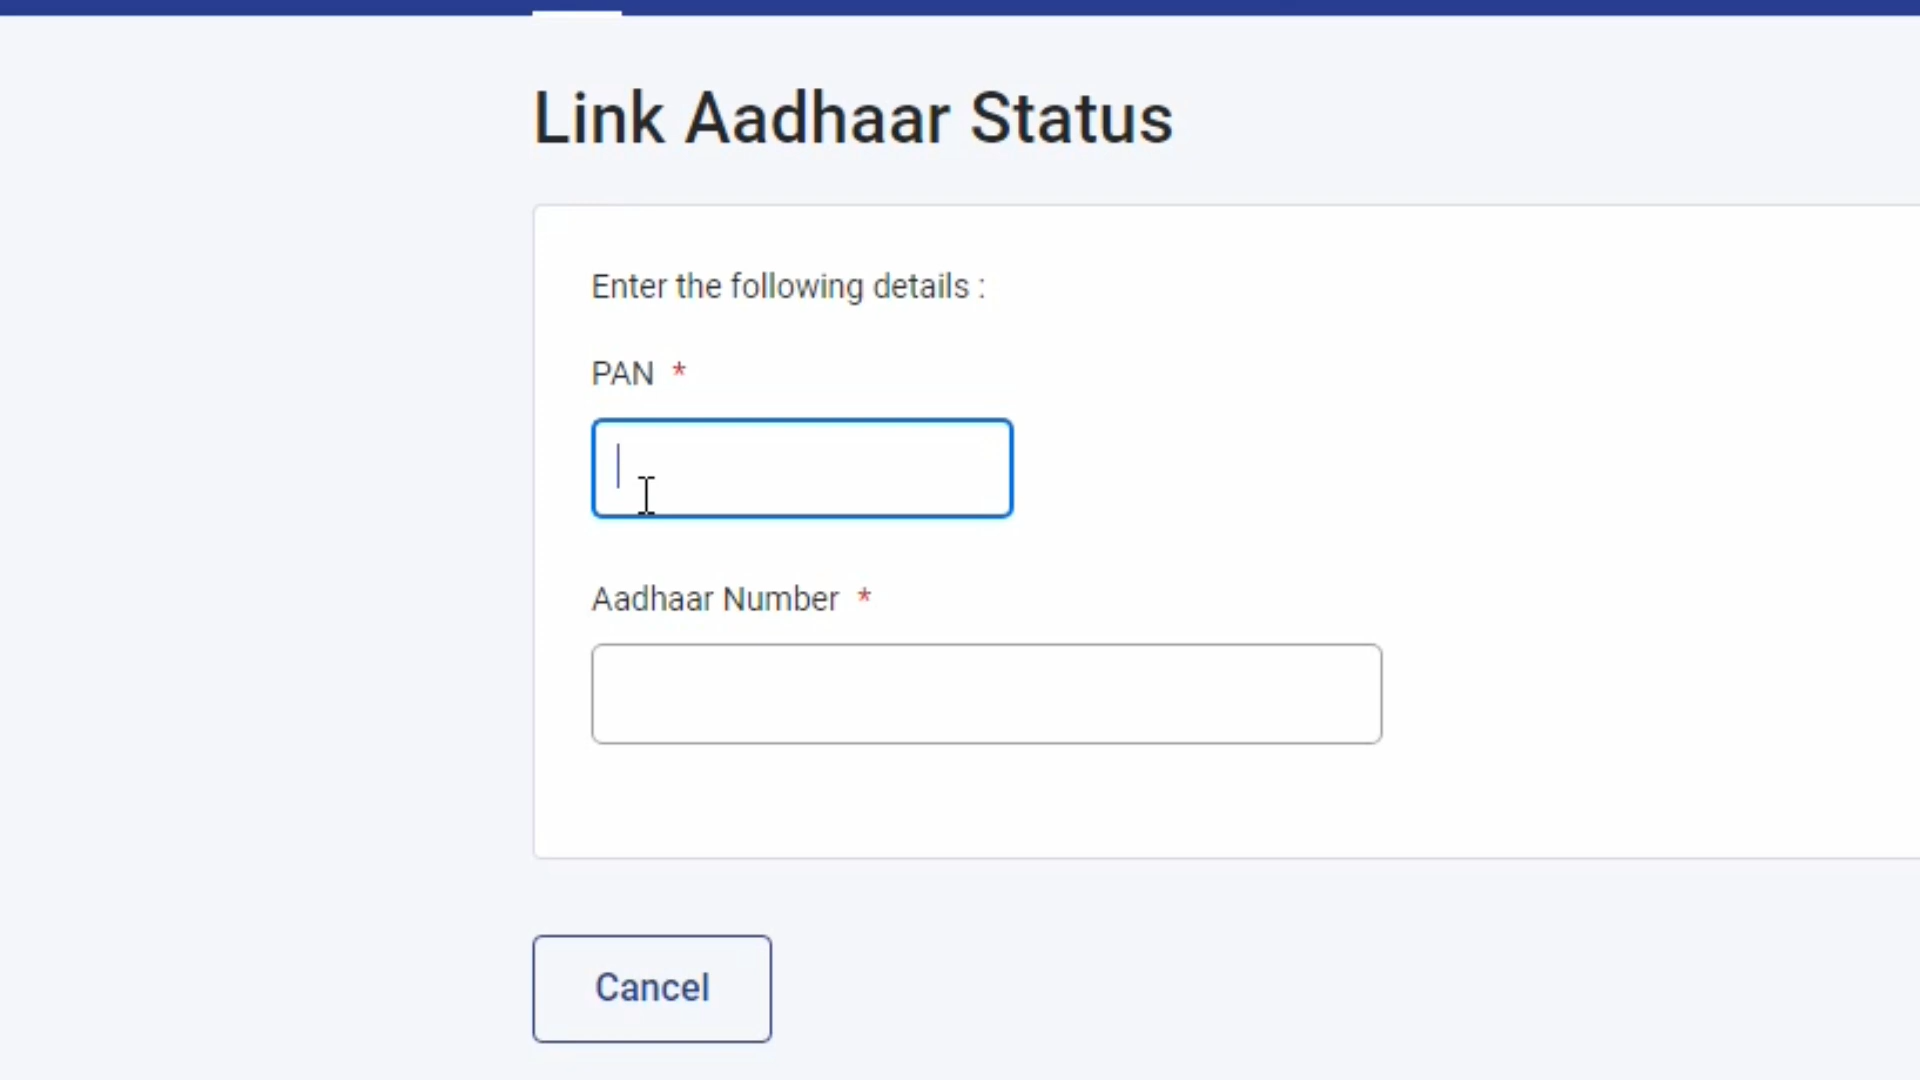 Link Aadhaar Status
Enter the following details :
PAN *
Aadhaar Number *
Cancel